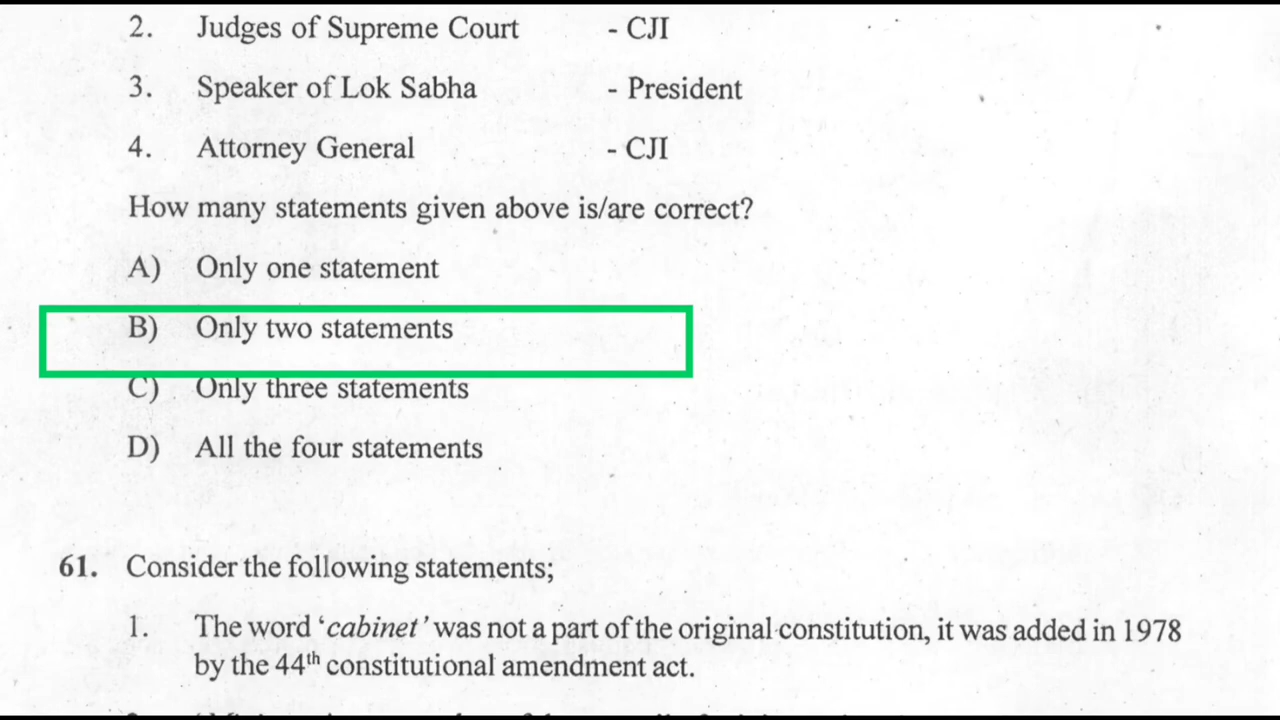 2. Judges of Supreme Court - CJI
3. Speaker of Lok Sabha - President
4. Attorney General - CJI
How many statements given above is/are correct?
A) Only one statement
B) Only two statements
C) Only three statements
D) All the four statements
61. Consider the following statements;
1. The word ‘cabinet’ was not a part of the original constitution, it was added in 1978
by the 44th constitutional amendment act.